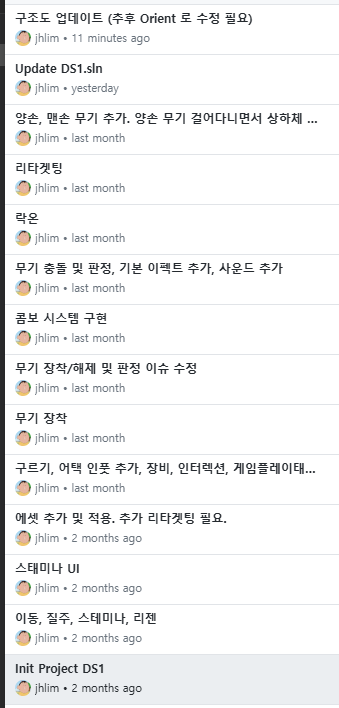 구조도 업데이트 (추후 Orient 로 수정 필요)
jhlim • 11 minutes ago
Update DS1.sln
jhlim • yesterday
양손, 맨손 무기 추가. 양손 무기 걸어다니면서 상하체 ...
jhlim • last month
리타겟팅
jhlim • last month
락온
jhlim • last month
무기 충돌 및 판정, 기본 이펙트 추가, 사운드 추가
jhlim • last month
콤보 시스템 구현
jhlim • last month
무기 장착/해제 및 판정 이슈 수정
jhlim • last month
무기 장착
jhlim • last month
구르기, 어택 인풋 추가, 장비, 인터렉션, 게임플레이태...
jhlim • last month
에셋 추가 및 적용. 추가 리타겟팅 필요.
jhlim • 2 months ago
스태미나 UI
jhlim • 2 months ago
이동, 질주, 스테미나, 리젠
jhlim • 2 months ago
Init Project DS1
jhlim • 2 months ago